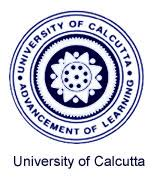 UNIVERSITY OF CALCUTTA
ADVANCEMENT OF LEARNING
University of Calcutta